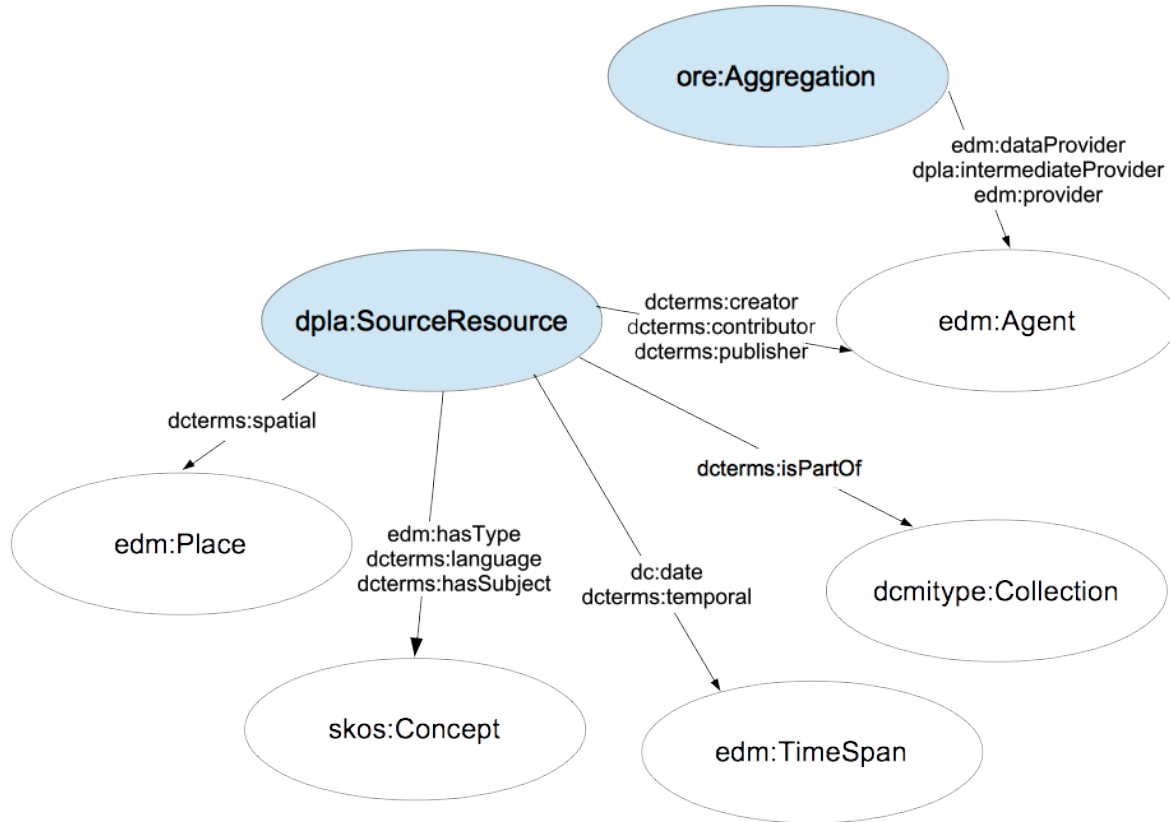 ore:Aggregation
edm:dataProvider
dpla:intermediateProvider
edm:provider
dpla:SourceResource
dcterms:creator
dcterms:contributor
dcterms:publisher
edm:Agent
dcterms:spatial
dcterms:isPartOf
edm:Place
edm:hasType
dcterms:language
dcterms:hasSubject
dc:date
dcterms:temporal
dcmitype:Collection
skos:Concept
edm:TimeSpan